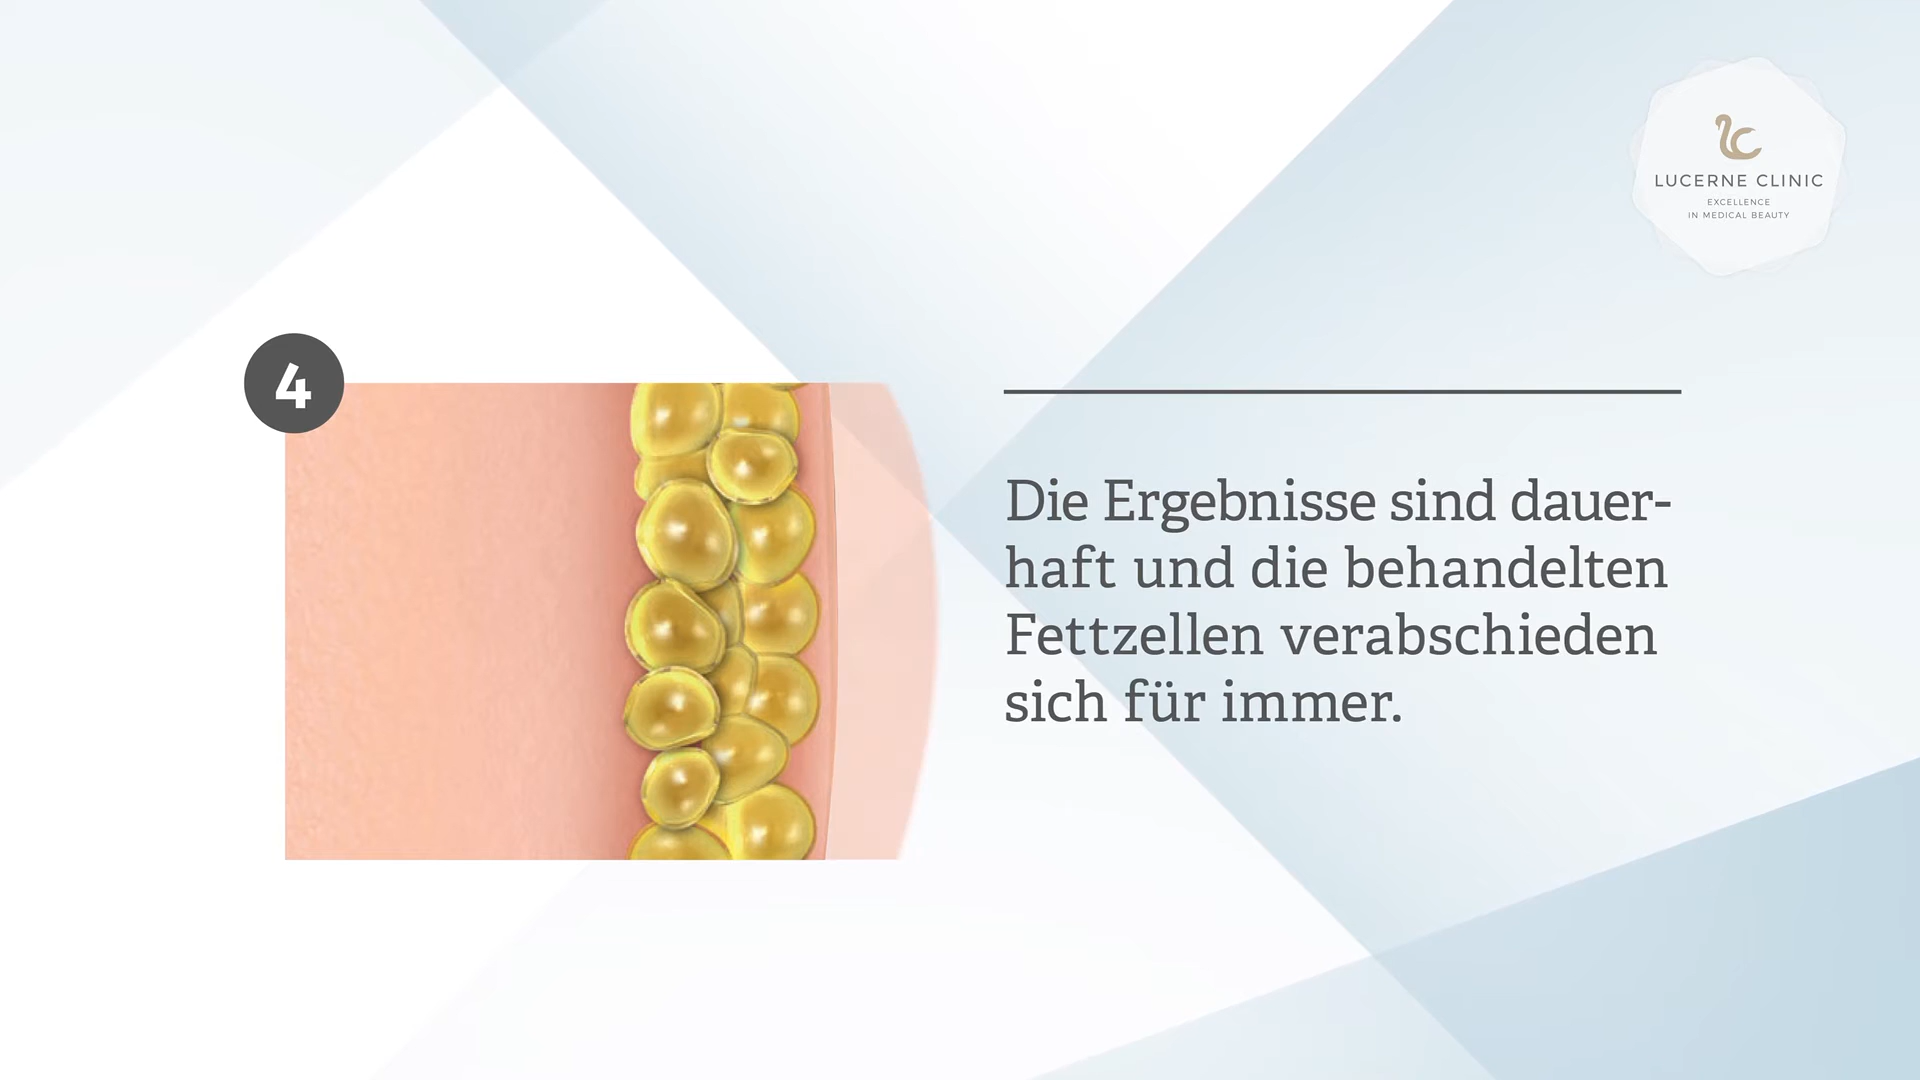 LUCERNE CLINIC
EXCELLENCE
IN MEDICAL BEAUTY
4
Die Ergebnisse sind dauer-
haft und die behandelten
Fettzellen verabschieden
sich für immer.